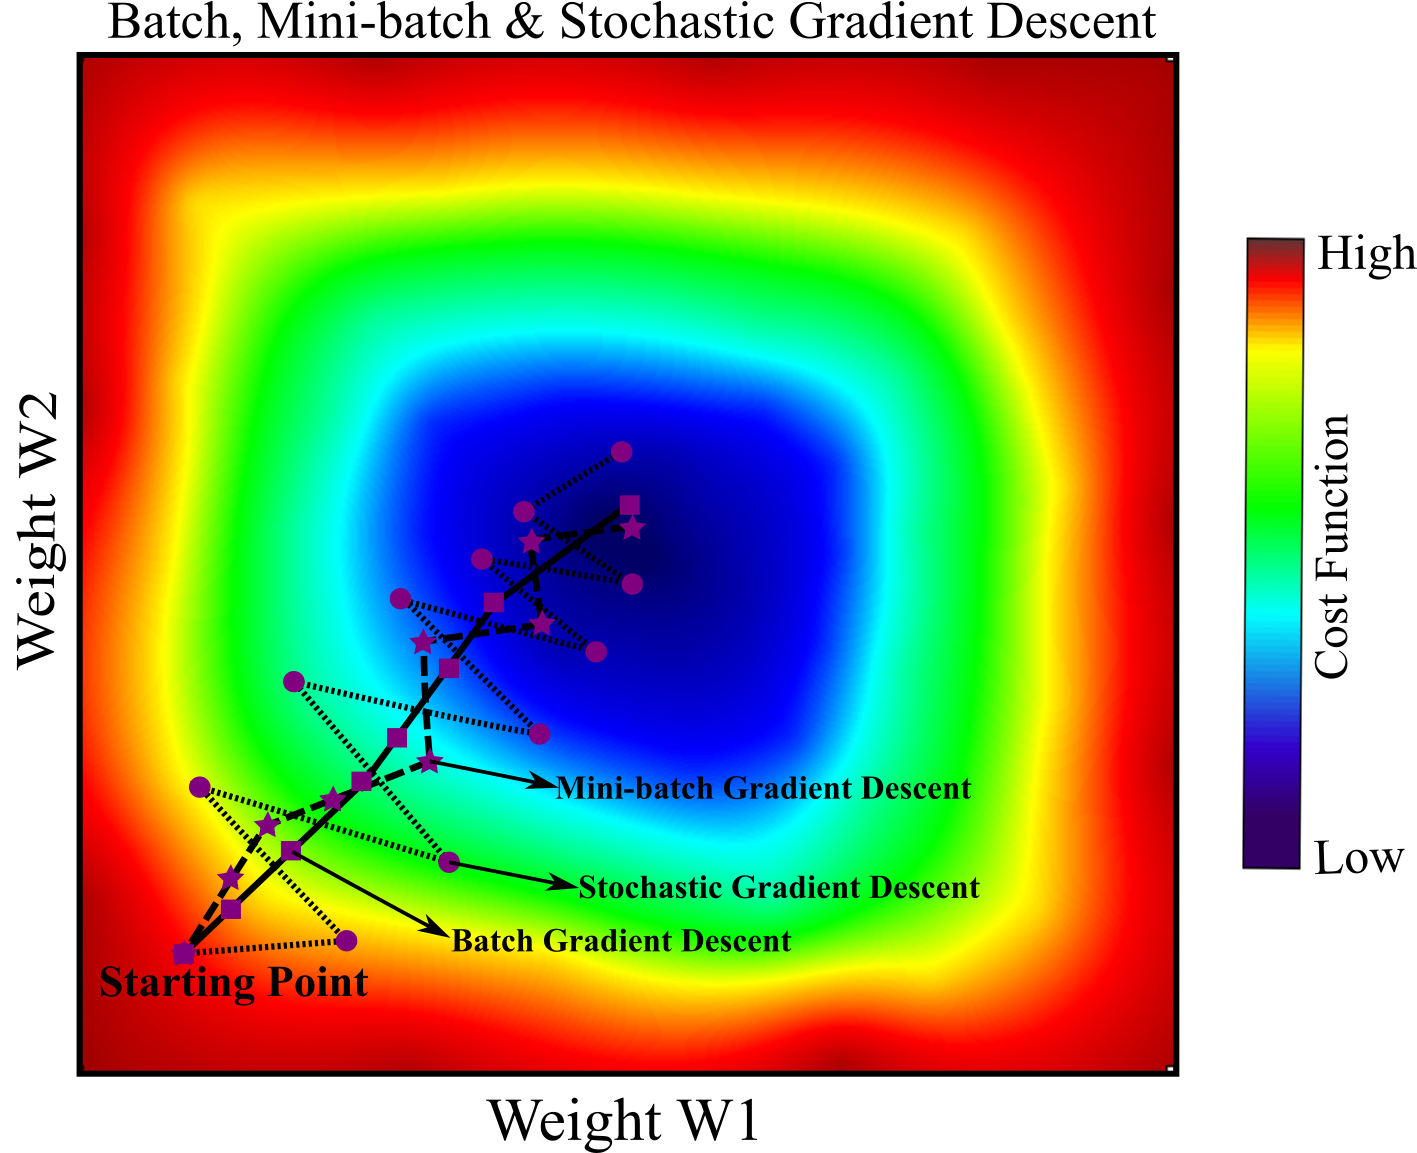 Batch, Mini-batch & Stochastic Gradient Descent
High
Weight W2
Cost Function
Mini-batch Gradient Descent
Low
Stochastic Gradient Descent
Batch Gradient Descent
Starting Point
Weight W1